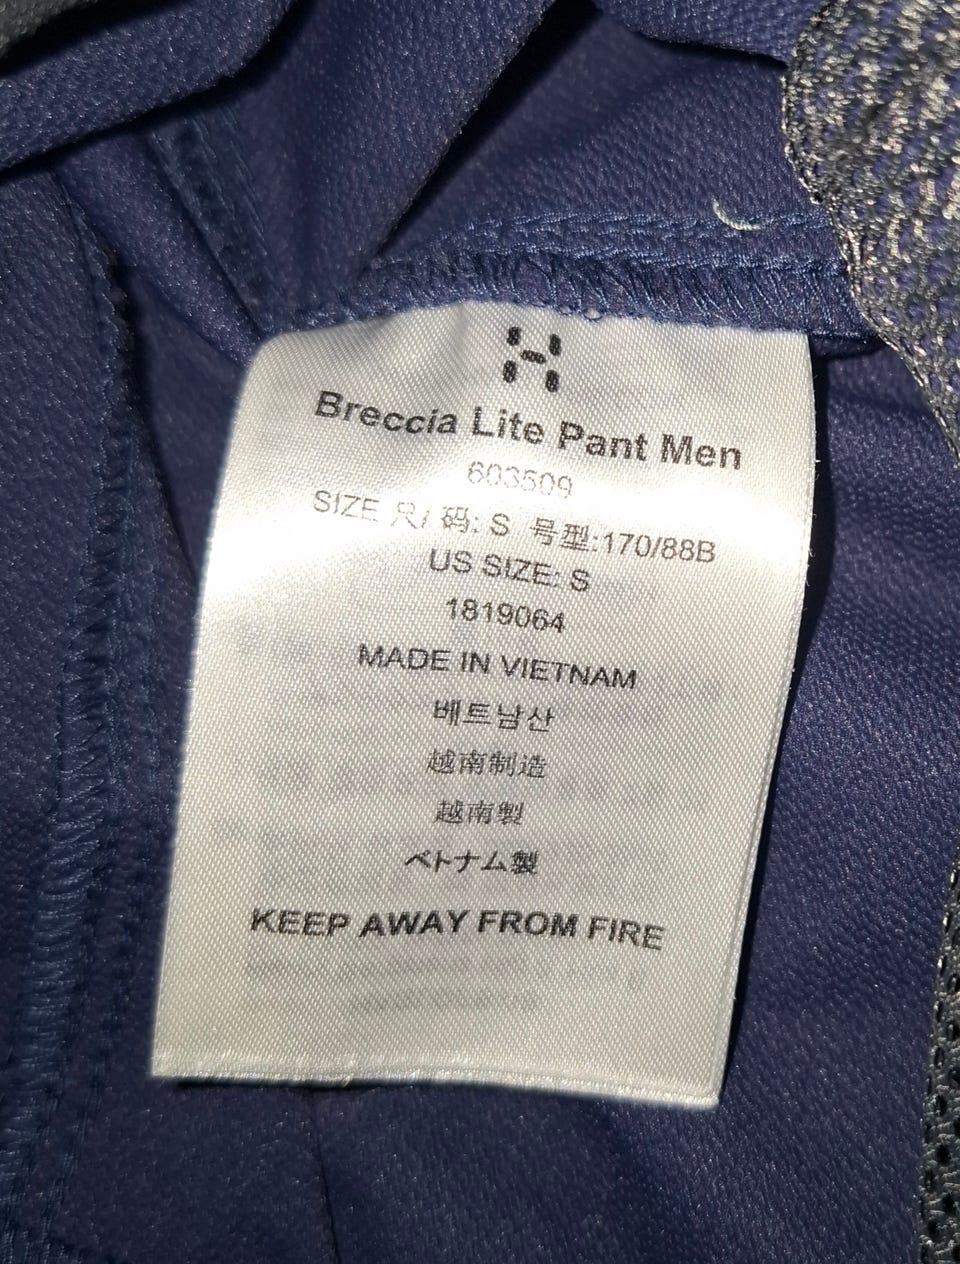 Breccia Lite Pant Men
603509
SIZE 尺/ 码: S 号型:170/88B
US SIZE: S
1819064
MADE IN VIETNAM
베트남산
越南制造
越南製
ベトナム製
KEEP AWAY FROM FIRE